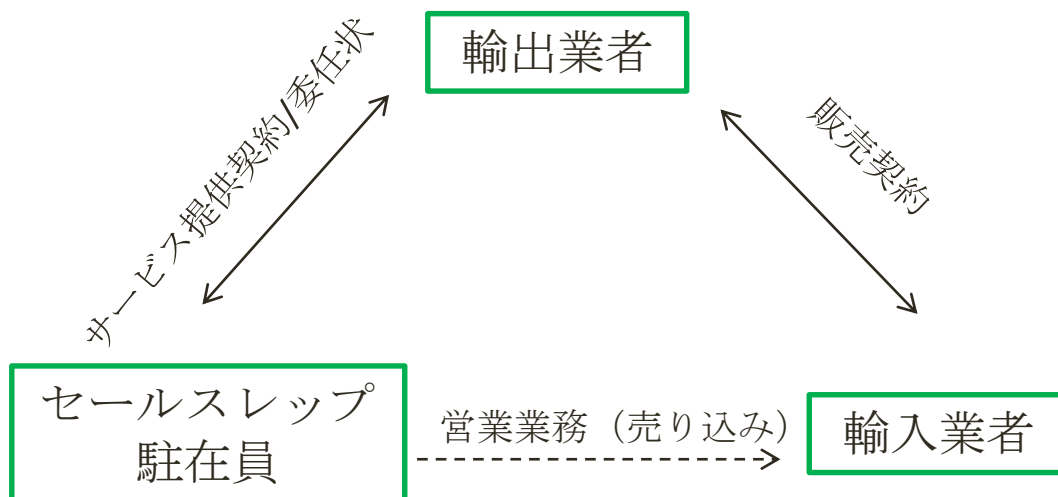 輸出業者
サービス提供契約/委任状
販売契約
セールスレップ
駐在員
営業業務（売り込み）
輸入業者